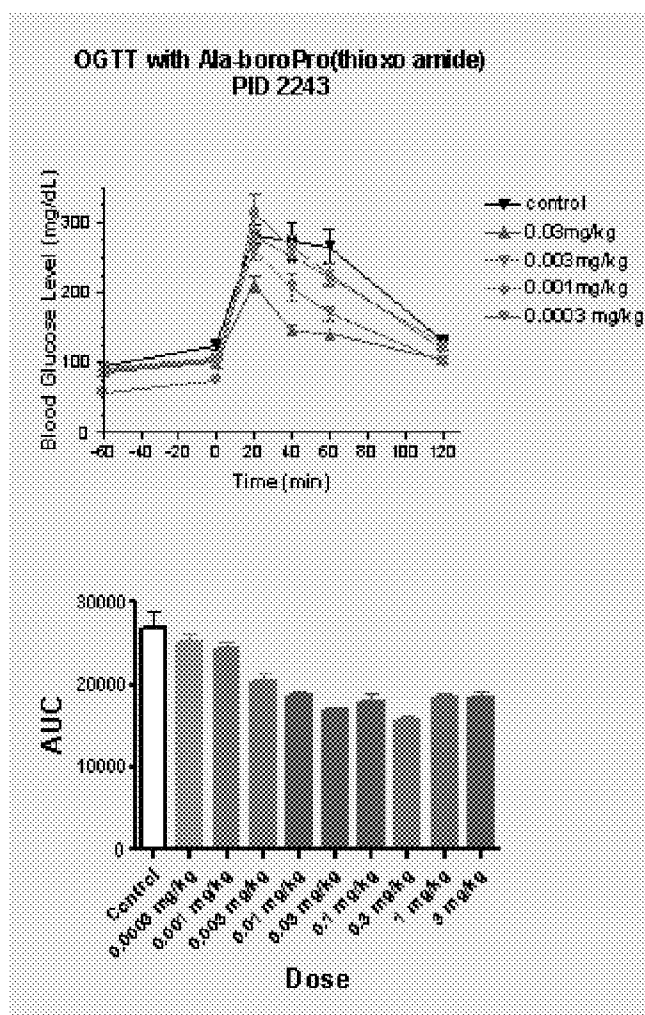 OGTT with Ala-boroPro(thioxo amide)
PID 2243
Blood Glucose Level (mg/dL)
300
200
100
0
-60 -40 -20 0 20 40 60 80 100 120
Time (min)
control
0.03mg/kg
0.003mg/kg
0.001mg/kg
0.0003 mg/kg
AUC
30000
20000
10000
0
Control
0.0003 mg/kg
0.001 mg/kg
0.003 mg/kg
0.01 mg/kg
0.03 mg/kg
0.1 mg/kg
0.3 mg/kg
1 mg/kg
3 mg/kg
Dose